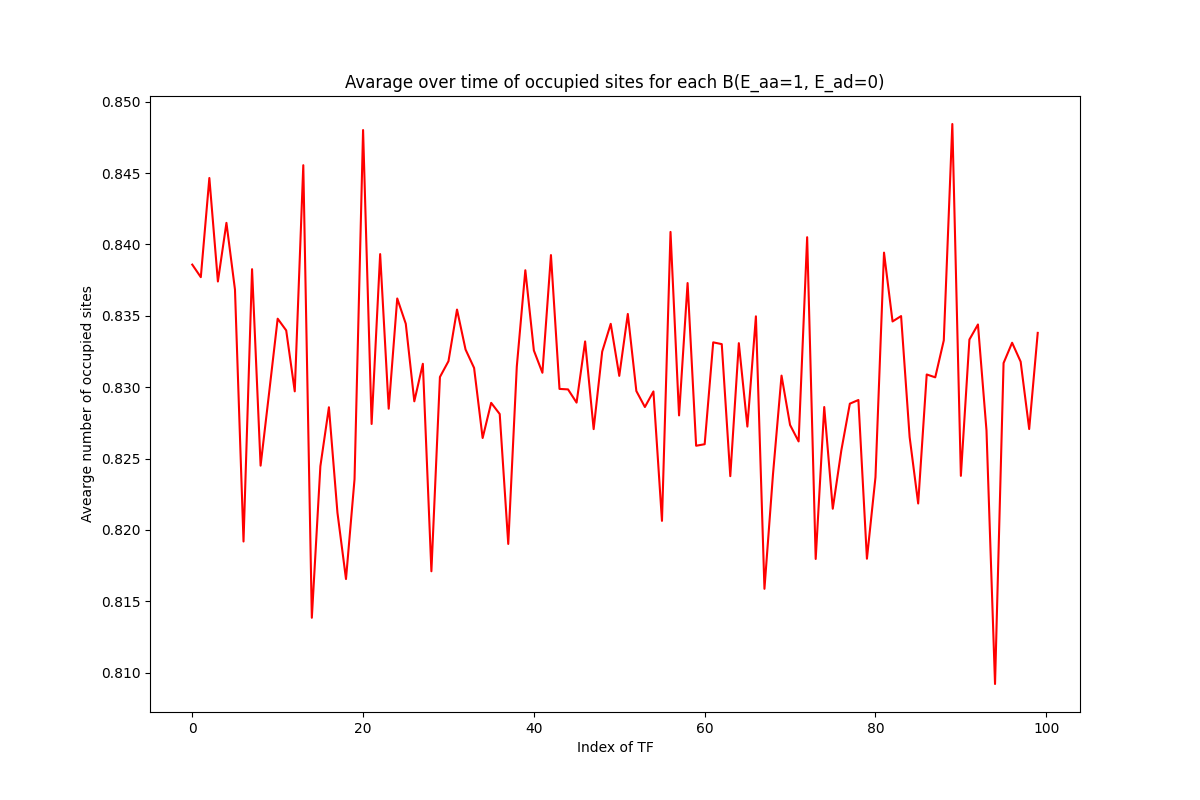 Avarage over time of occupied sites for each B(E_aa=1, E_ad=0)
0.850
0.845
0.840
0.835
0.830
0.825
0.820
0.815
0.810
Avearge number of occupied sites
0 20 40 60 80 100
Index of TF